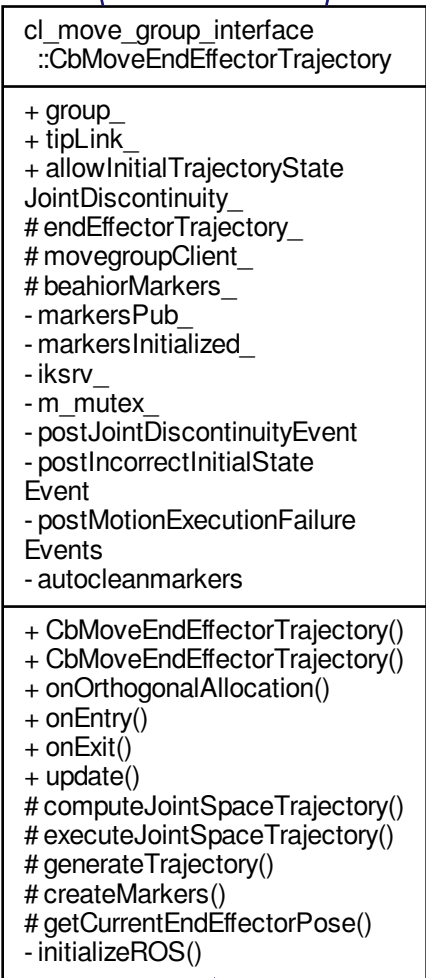 cl_move_group_interface
::CbMoveEndEffectorTrajectory
+ group_
+ tipLink_
+ allowInitialTrajectoryState
JointDiscontinuity_
# endEffectorTrajectory_
# movegroupClient_
# beahiorMarkers_
- markersPub_
- markersInitialized_
- iksrv_
- m_mutex_
- postJointDiscontinuityEvent
- postIncorrectInitialState
Event
- postMotionExecutionFailure
Events
- autocleanmarkers
+ CbMoveEndEffectorTrajectory()
+ CbMoveEndEffectorTrajectory()
+ onOrthogonalAllocation()
+ onEntry()
+ onExit()
+ update()
# computeJointSpaceTrajectory()
# executeJointSpaceTrajectory()
# generateTrajectory()
# createMarkers()
# getCurrentEndEffectorPose()
- initializeROS()